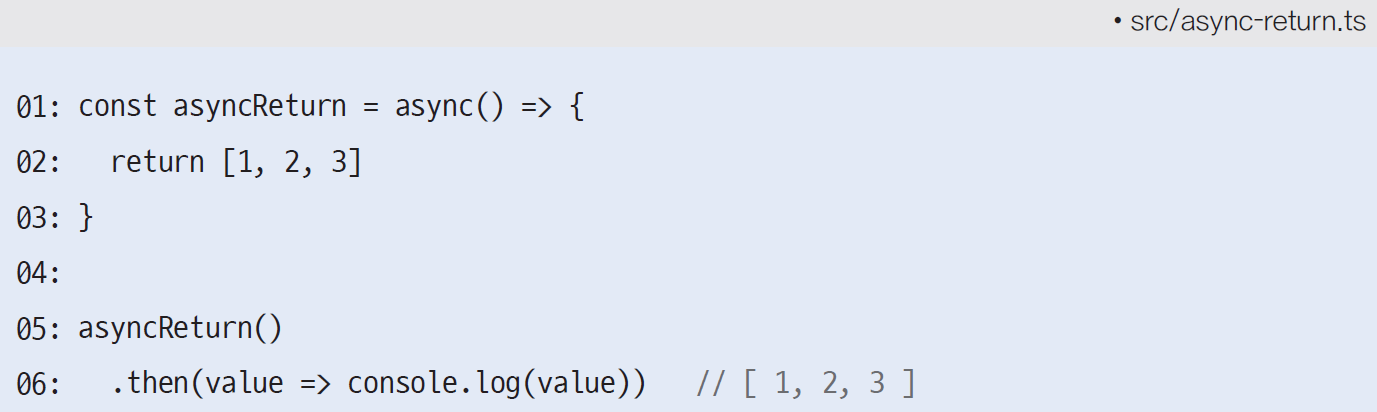 • src/async-return.ts
01: const asyncReturn = async() => {
02:   return [1, 2, 3]
03: }
04:
05: asyncReturn()
06:   .then(value => console.log(value))   // [ 1, 2, 3 ]